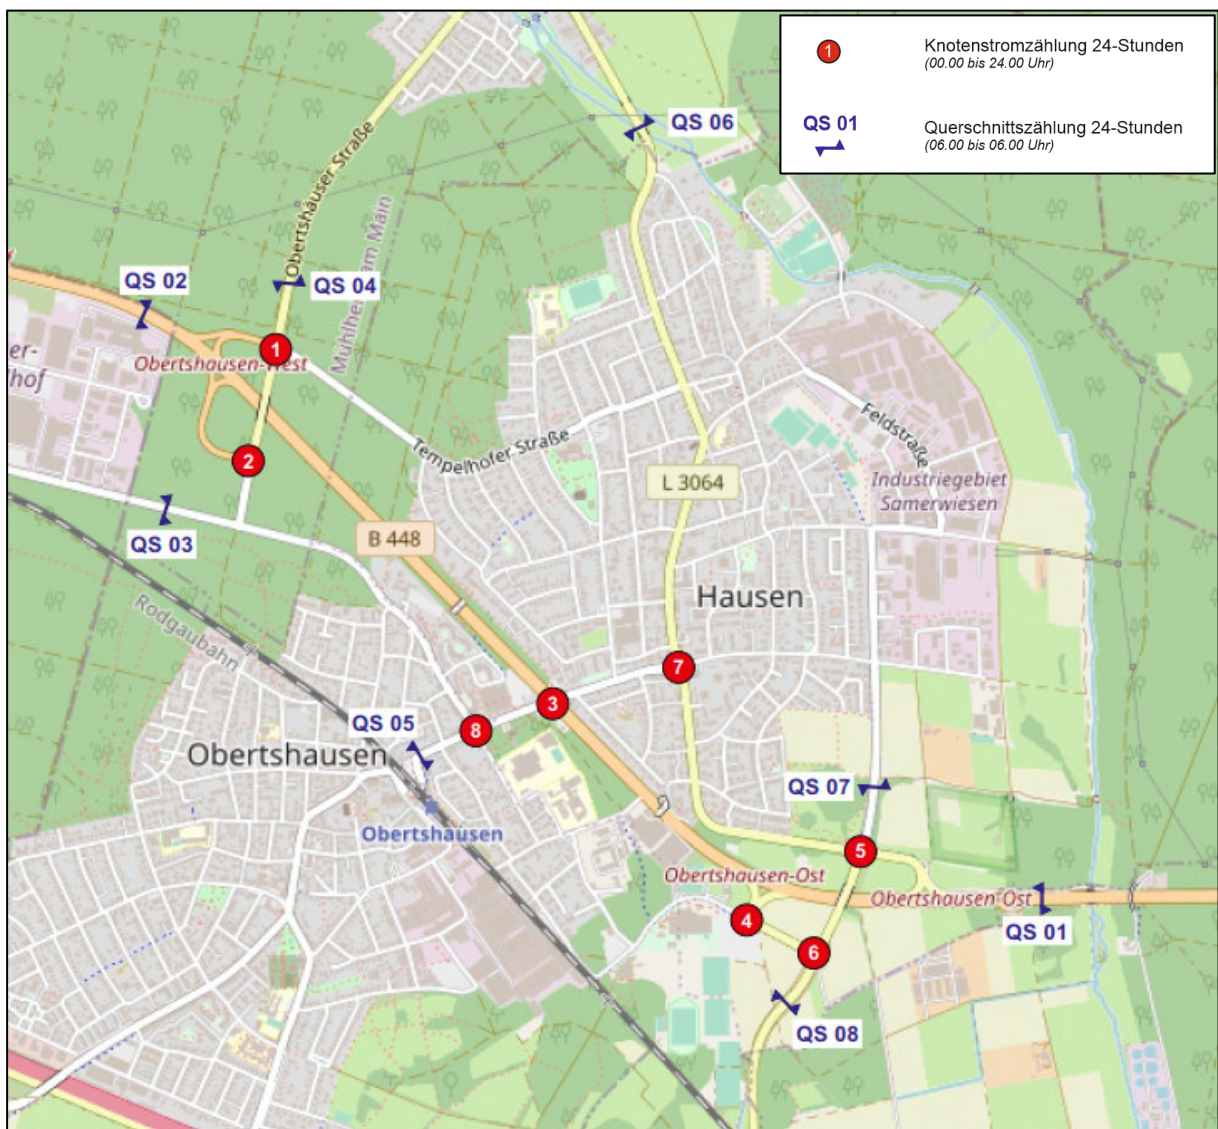 1 Knotenstromzählung 24-Stunden
(00.00 bis 24.00 Uhr)
QS 01 Querschnittszählung 24-Stunden
(06.00 bis 06.00 Uhr)
QS 06
Obertshäuser Straße
Mühlheim am Main
QS 02
QS 04
1
Obertshausen-West
er-
hof
Tempelhofer Straße
Feldstraße
2
L 3064
Industriegebiet
Samerwiesen
QS 03
B 448
Hausen
Rodgaubahn
7
3
QS 05
8
Obertshausen
QS 07
Obertshausen
5
Obertshausen-Ost
Obertshausen-Ost
4
QS 01
6
QS 08